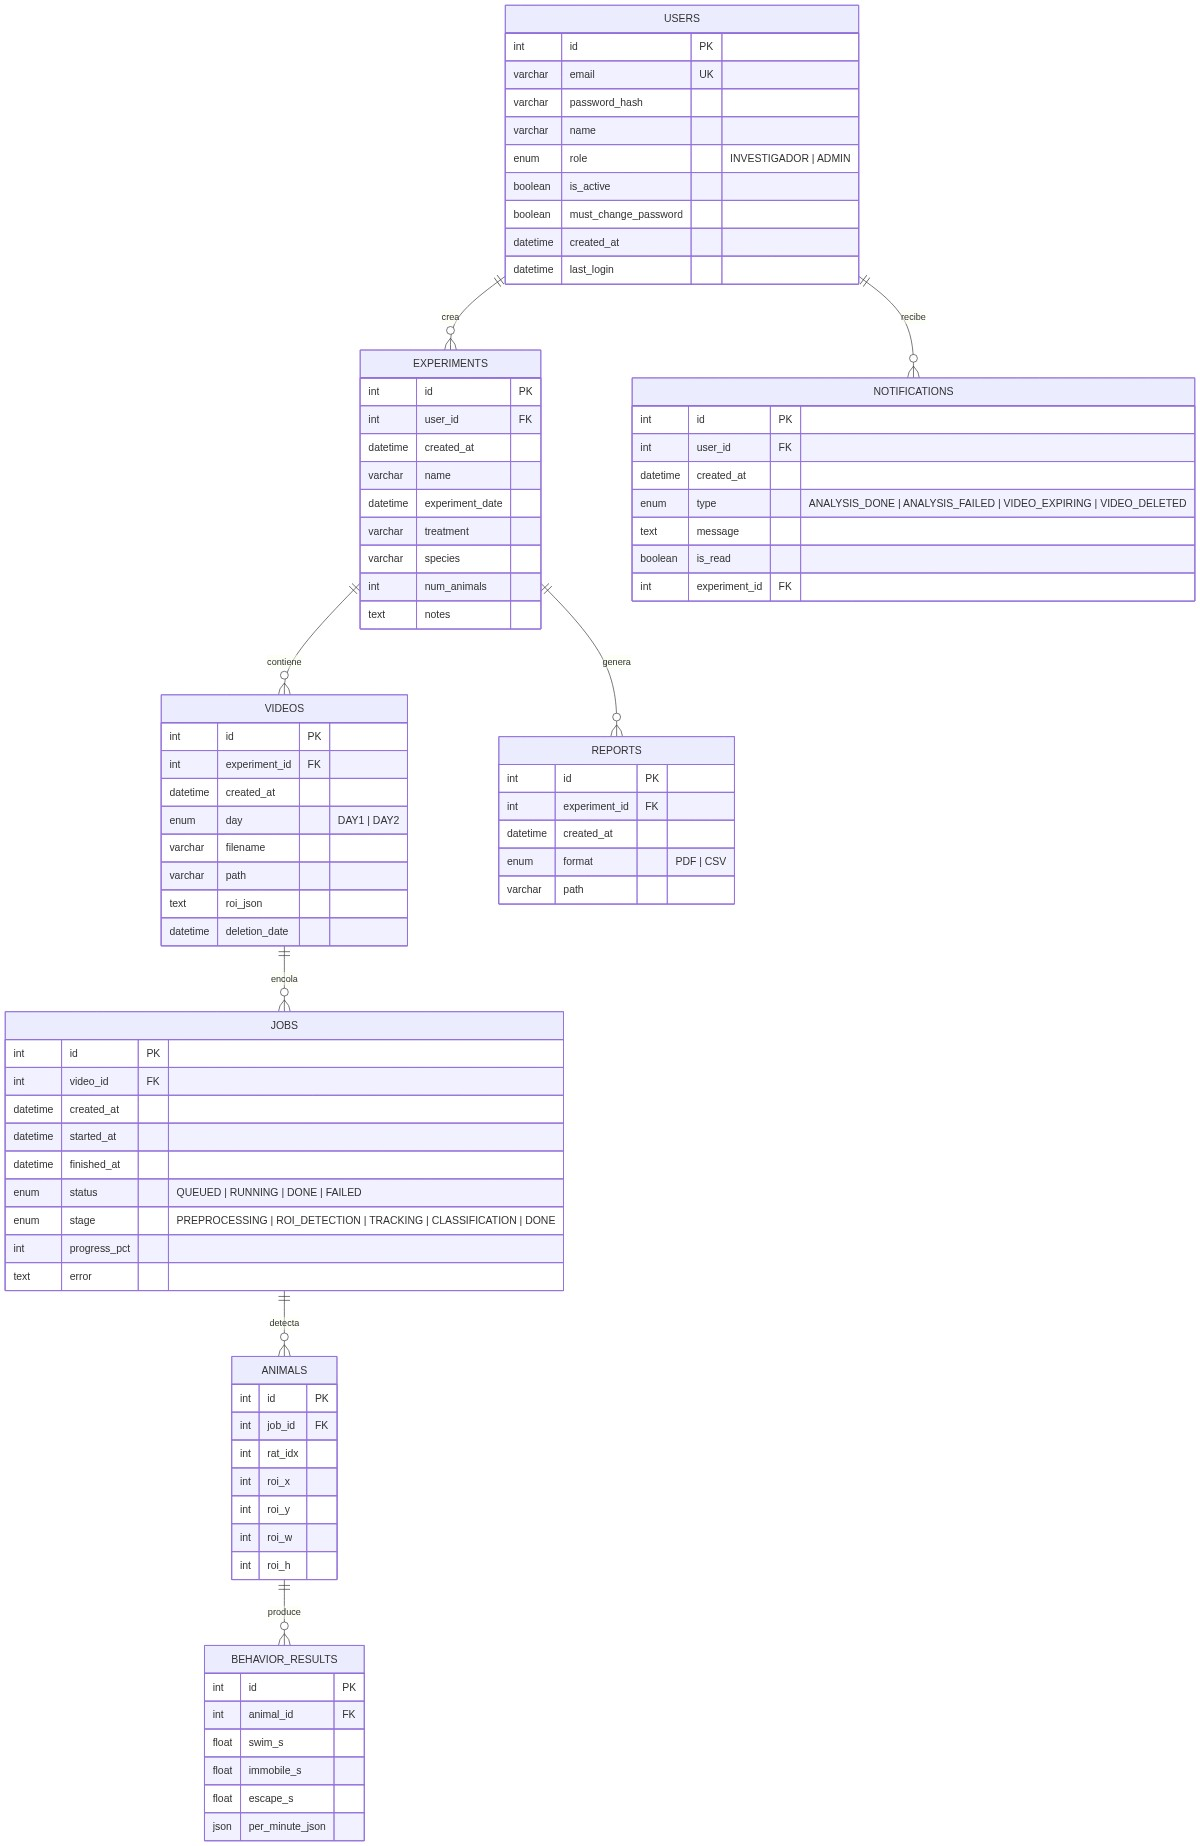 USERS
int id PK
varchar email UK
varchar password_hash
varchar name
enum role INVESTIGADOR | ADMIN
boolean is_active
boolean must_change_password
datetime created_at
datetime last_login
crea
recibe
EXPERIMENTS
int id PK
int user_id FK
datetime created_at
varchar name
datetime experiment_date
varchar treatment
varchar species
int num_animals
text notes
NOTIFICATIONS
int id PK
int user_id FK
datetime created_at
enum type ANALYSIS_DONE | ANALYSIS_FAILED | VIDEO_EXPIRING | VIDEO_DELETED
text message
boolean is_read
int experiment_id FK
contiene
genera
VIDEOS
int id PK
int experiment_id FK
datetime created_at
enum day DAY1 | DAY2
varchar filename
varchar path
text roi_json
datetime deletion_date
REPORTS
int id PK
int experiment_id FK
datetime created_at
enum format PDF | CSV
varchar path
encola
JOBS
int id PK
int video_id FK
datetime created_at
datetime started_at
datetime finished_at
enum status QUEUED | RUNNING | DONE | FAILED
enum stage PREPROCESSING | ROI_DETECTION | TRACKING | CLASSIFICATION | DONE
int progress_pct
text error
detecta
ANIMALS
int id PK
int job_id FK
int rat_idx
int roi_x
int roi_y
int roi_w
int roi_h
produce
BEHAVIOR_RESULTS
int id PK
int animal_id FK
float swim_s
float immobile_s
float escape_s
json per_minute_json